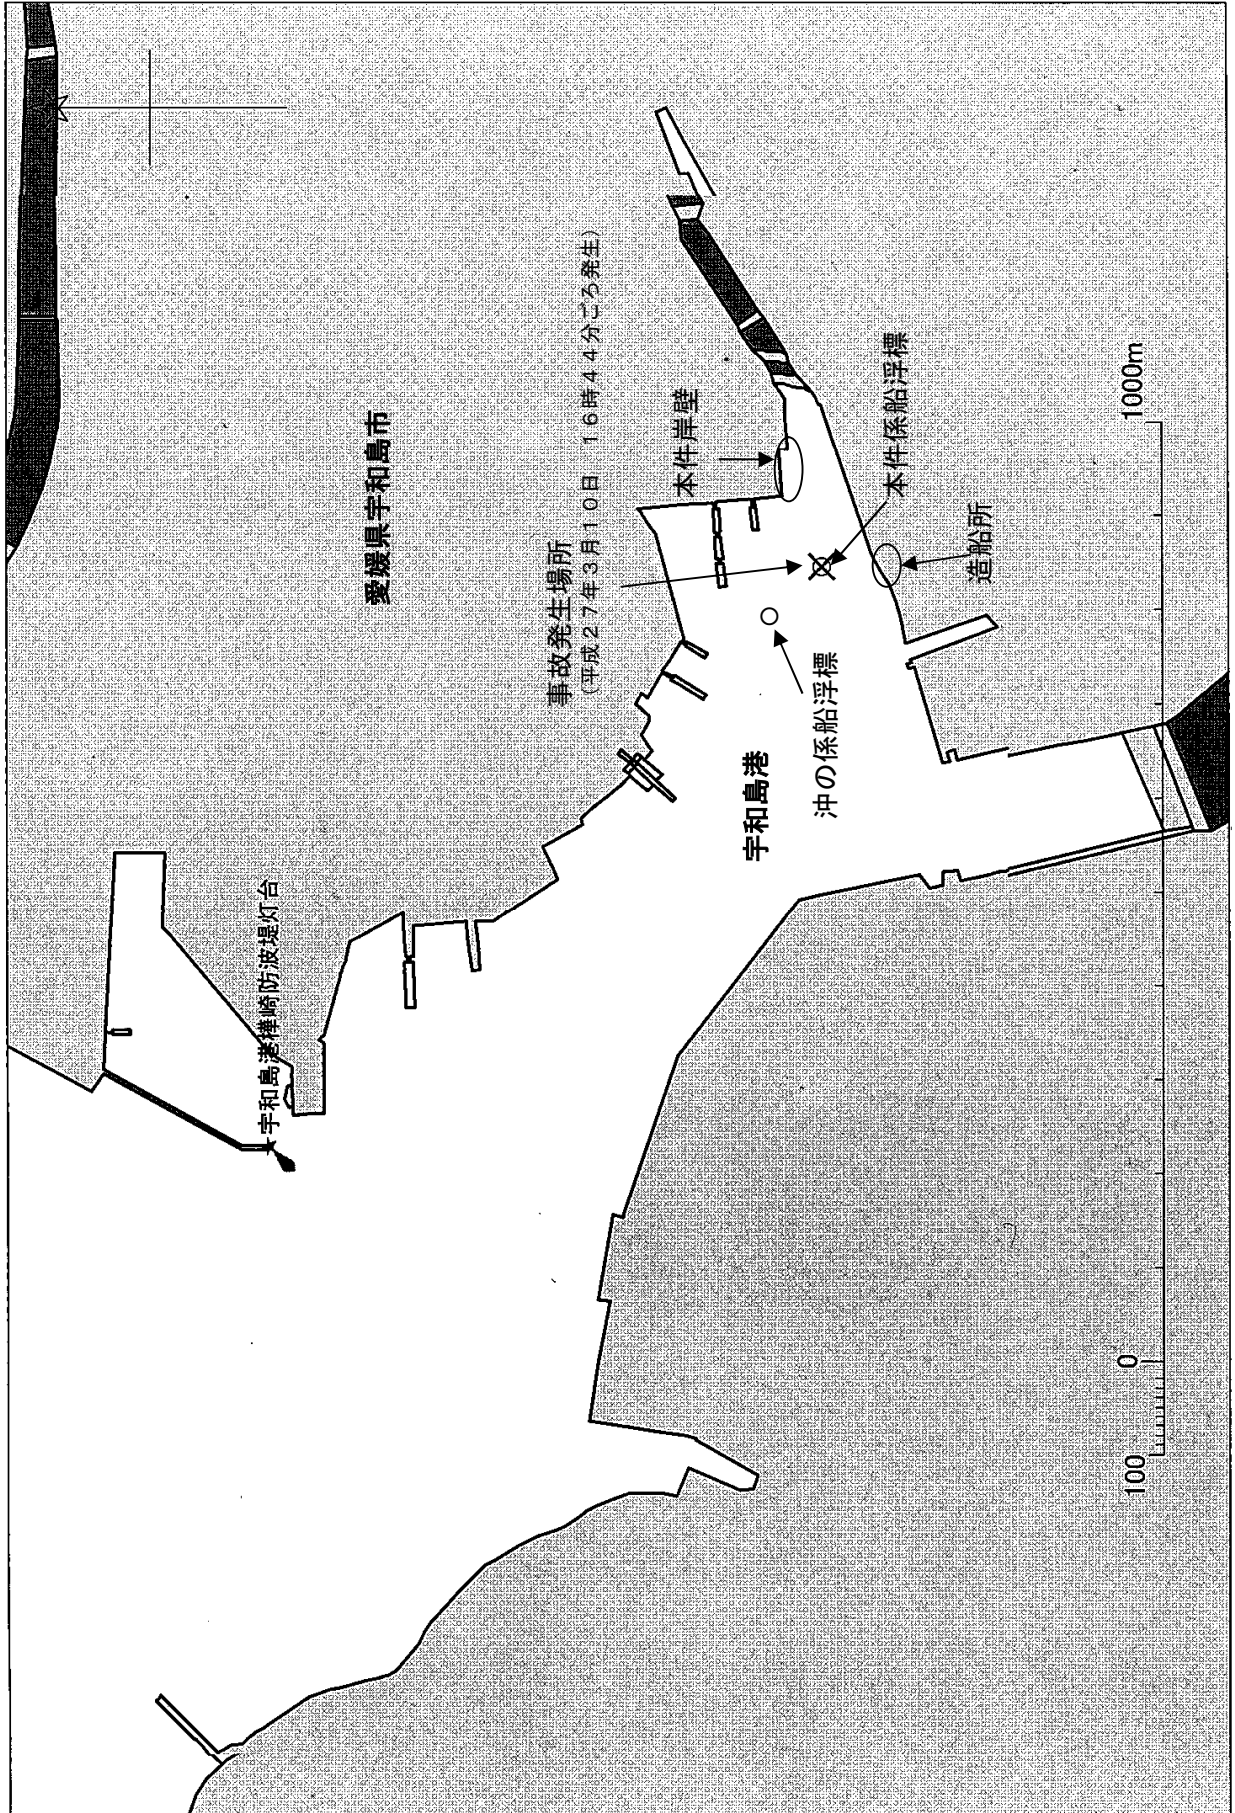 愛媛県宇和島市
事故発生場所
(平成27年3月10日 16時44分ごろ発生)
宇和島港樺崎防波堤灯台
本件岸壁
宇和島港
沖の係船浮標
本件係船浮標
造船所
100
0
1000m